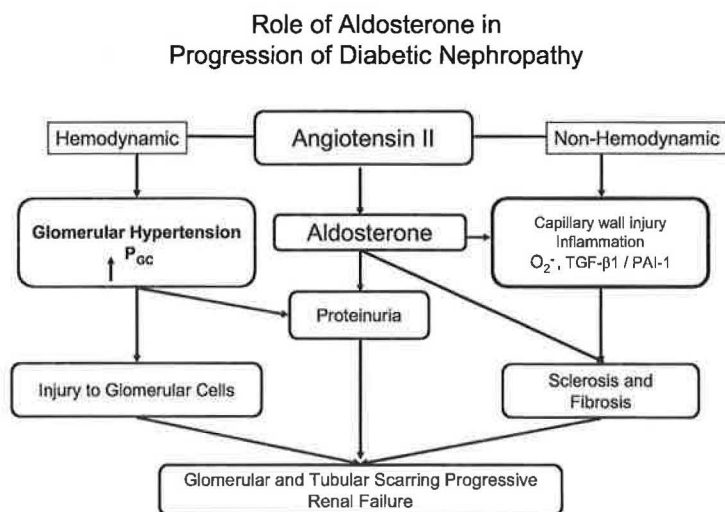 Role of Aldosterone in
Progression of Diabetic Nephropathy
Hemodynamic
Angiotensin II
Non-Hemodynamic
Glomerular Hypertension
↑ P_GC
Aldosterone
Capillary wall injury
Inflammation
O₂⁻, TGF-β1 / PAI-1
Proteinuria
Injury to Glomerular Cells
Sclerosis and
Fibrosis
Glomerular and Tubular Scarring Progressive
Renal Failure